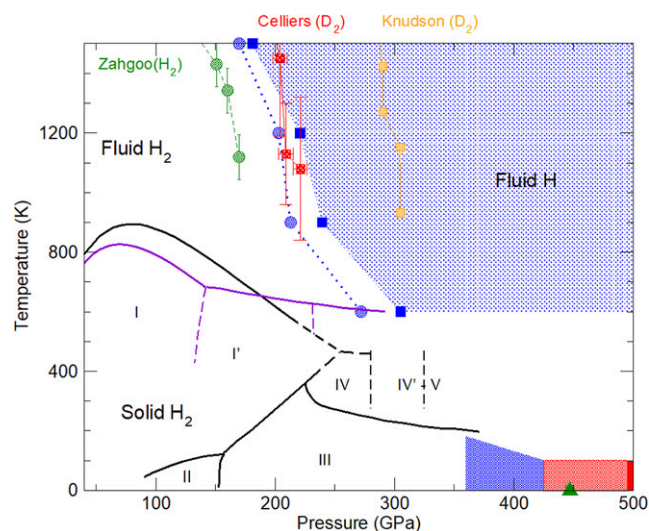 Celliers (D2)
Knudson (D2)
Zahgoo(H2)
1200
Fluid H2
Fluid H
Temperature (K)
800
I
I'
400
IV
IV'
V
Solid H2
III
II
0
100
200
300
400
500
Pressure (GPa)